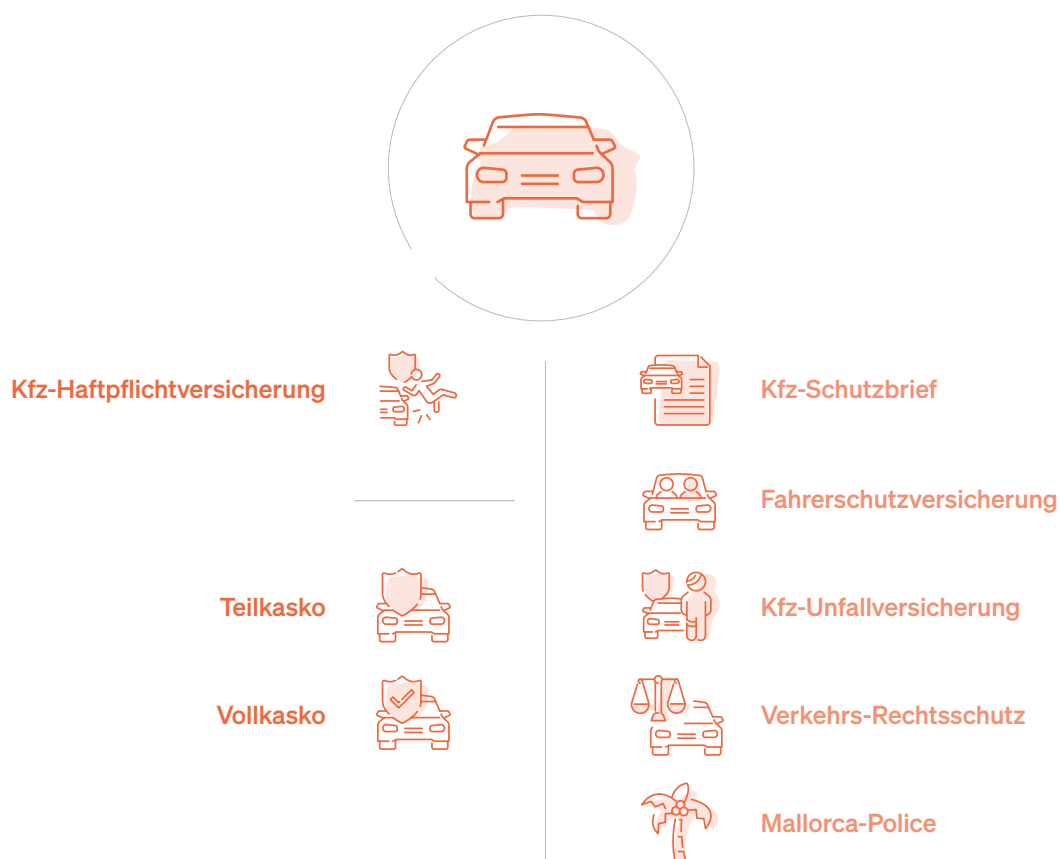 Kfz-Haftpflichtversicherung
Teilkasko
Vollkasko
Kfz-Schutzbrief
Fahrerschutzversicherung
Kfz-Unfallversicherung
Verkehrs-Rechtsschutz
Mallorca-Police